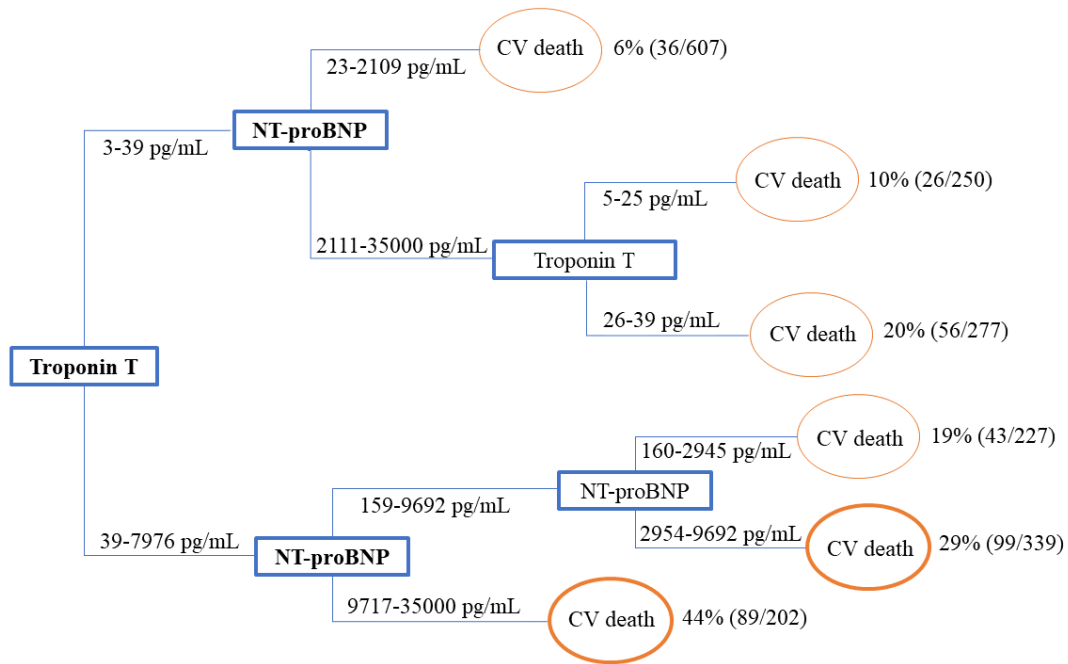 CV death
6% (36/607)
23-2109 pg/mL
NT-proBNP
3-39 pg/mL
CV death
10% (26/250)
5-25 pg/mL
2111-35000 pg/mL
Troponin T
26-39 pg/mL
CV death
20% (56/277)
Troponin T
CV death
19% (43/227)
160-2945 pg/mL
NT-proBNP
159-9692 pg/mL
2954-9692 pg/mL
CV death
29% (99/339)
39-7976 pg/mL
NT-proBNP
9717-35000 pg/mL
CV death
44% (89/202)